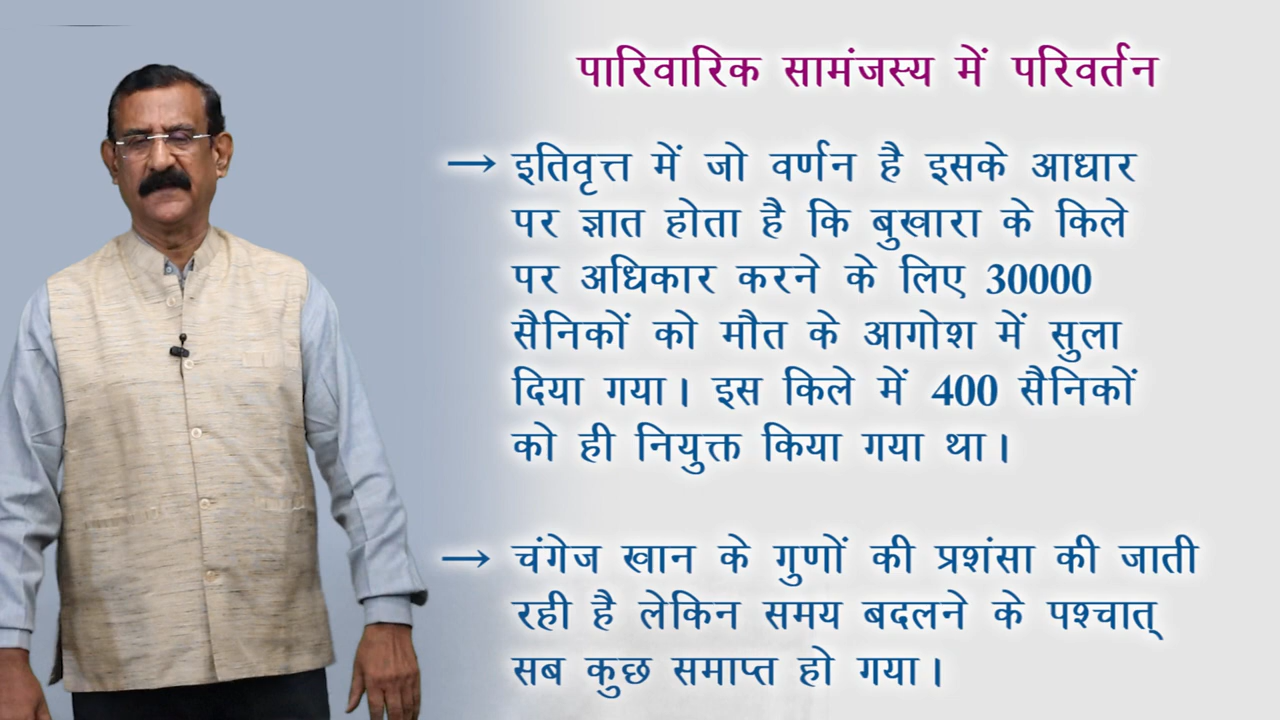 पारिवारिक सामंजस्य में परिवर्तन
→ इतिवृत्त में जो वर्णन है इसके आधार
पर ज्ञात होता है कि बुखारा के किले
पर अधिकार करने के लिए 30000
सैनिकों को मौत के आगोश में सुला
दिया गया। इस किले में 400 सैनिकों
को ही नियुक्त किया गया था।
→ चंगेज खान के गुणों की प्रशंसा की जाती
रही है लेकिन समय बदलने के पश्चात्
सब कुछ समाप्त हो गया।